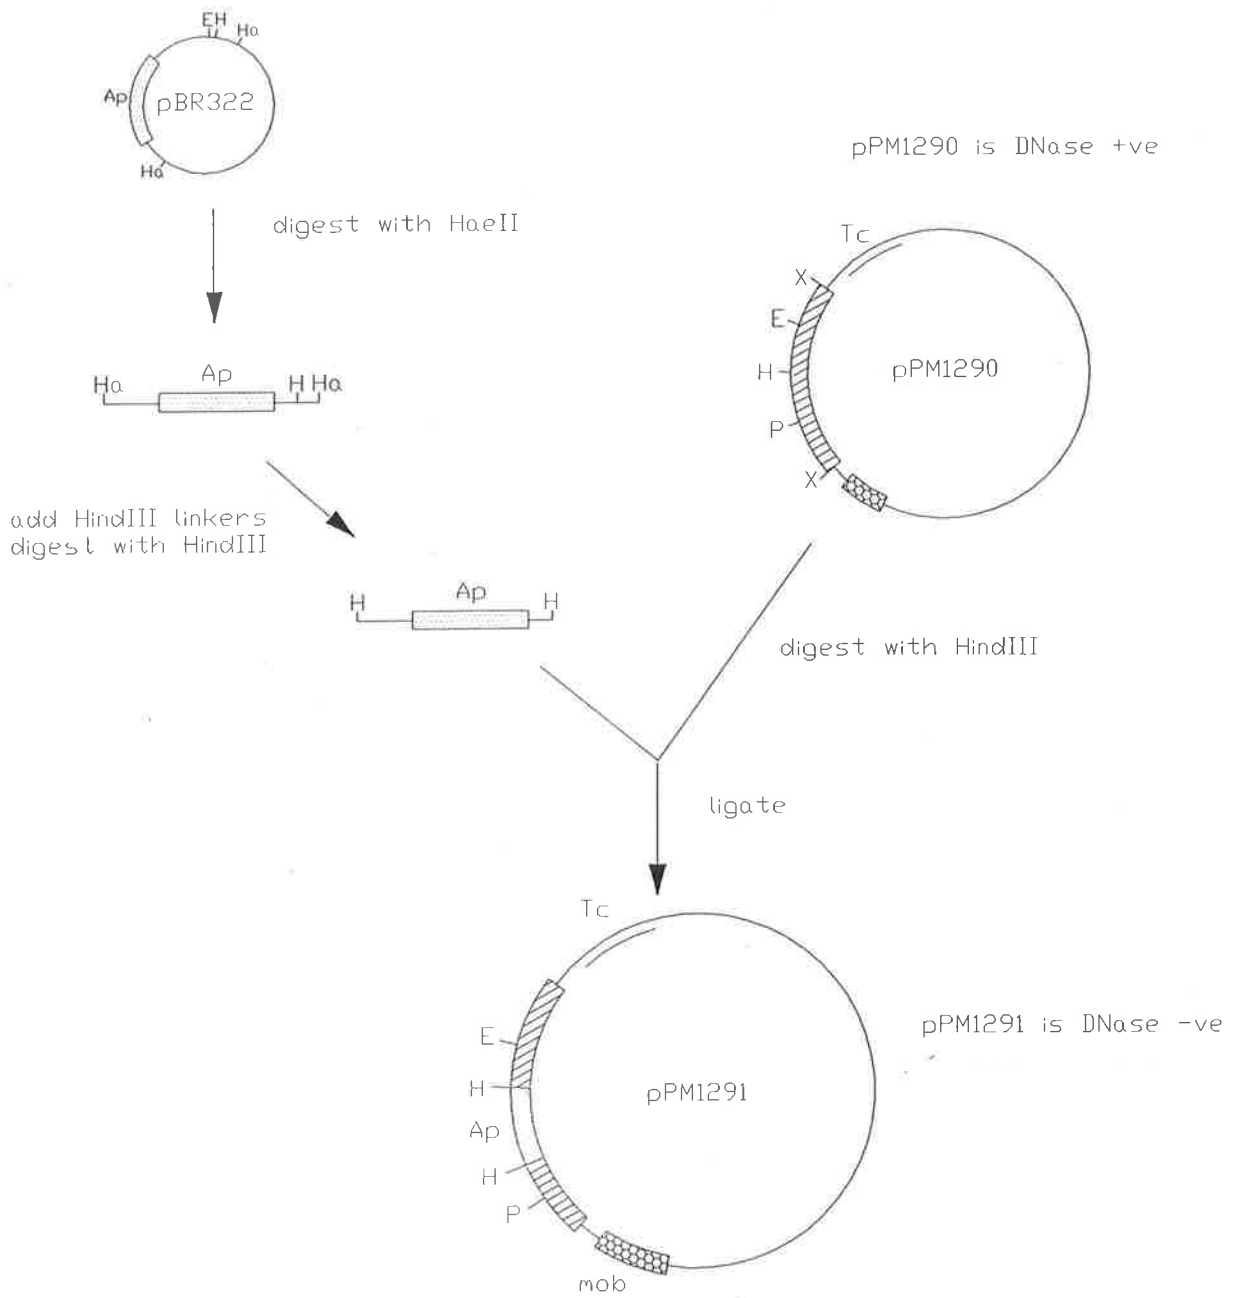 EH
Ha
Ap
pBR322
Ha
pPM1290 is DNase +ve
digest with HaeII
Tc
X
E
H
P
X
pPM1290
Ha
Ap
H Ha
add HindIII linkers
digest with HindIII
H
Ap
H
digest with HindIII
ligate
Tc
E
H
Ap
H
P
pPM1291
pPM1291 is DNase -ve
mob